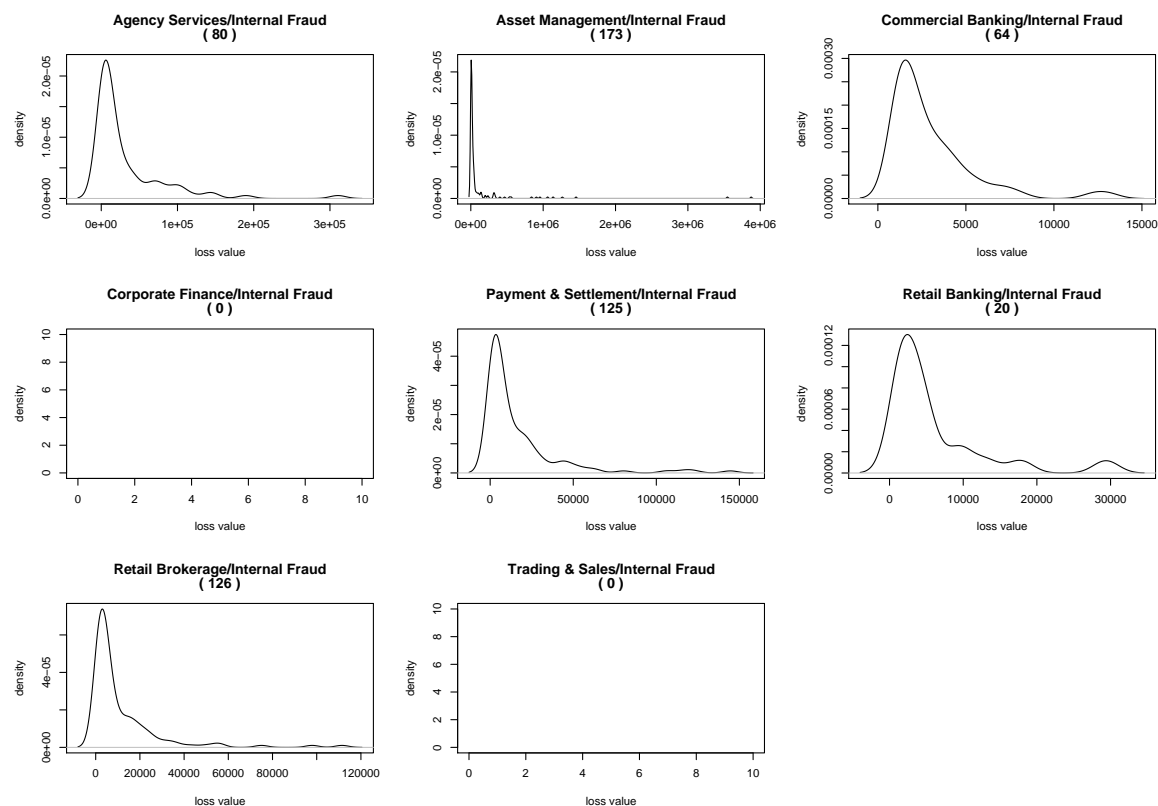 Agency Services/Internal Fraud
( 80 )
density
0.0e+00 1.0e−05 2.0e−05
0e+00 1e+05 2e+05 3e+05
loss value
Asset Management/Internal Fraud
( 173 )
density
0.0e+00 1.0e−05 2.0e−05
0e+00 1e+06 2e+06 3e+06 4e+06
loss value
Commercial Banking/Internal Fraud
( 64 )
density
0.00000 0.00015 0.00030
0 5000 10000 15000
loss value
Corporate Finance/Internal Fraud
( 0 )
density
0 2 4 6 8 10
0 2 4 6 8 10
loss value
Payment & Settlement/Internal Fraud
( 125 )
density
0e+00 2e−05 4e−05
0 50000 100000 150000
loss value
Retail Banking/Internal Fraud
( 20 )
density
0.00000 0.00006 0.00012
0 10000 20000 30000
loss value
Retail Brokerage/Internal Fraud
( 126 )
density
0e+00 4e−05
0 20000 40000 60000 80000 120000
loss value
Trading & Sales/Internal Fraud
( 0 )
density
0 2 4 6 8 10
0 2 4 6 8 10
loss value